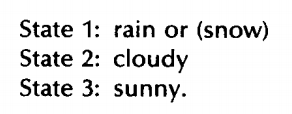 State 1: rain or (snow)
State 2: cloudy
State 3: sunny.